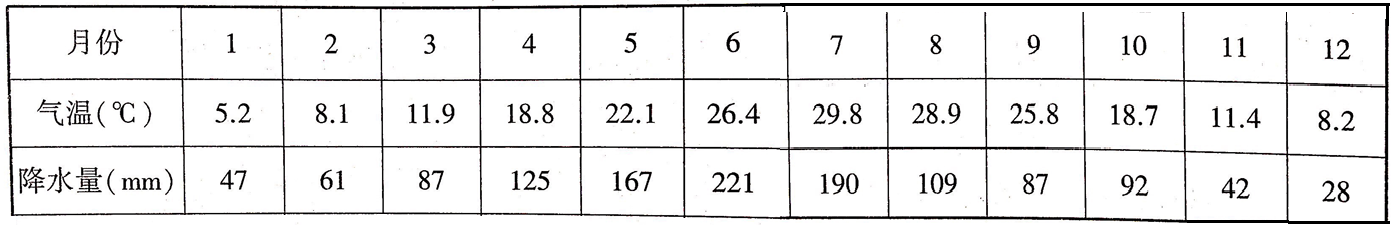 月份 1 2 3 4 5 6 7 8 9 10 11 12
气温(℃) 5.2 8.1 11.9 18.8 22.1 26.4 29.8 28.9 25.8 18.7 11.4 8.2
降水量(mm) 47 61 87 125 167 221 190 109 87 92 42 28